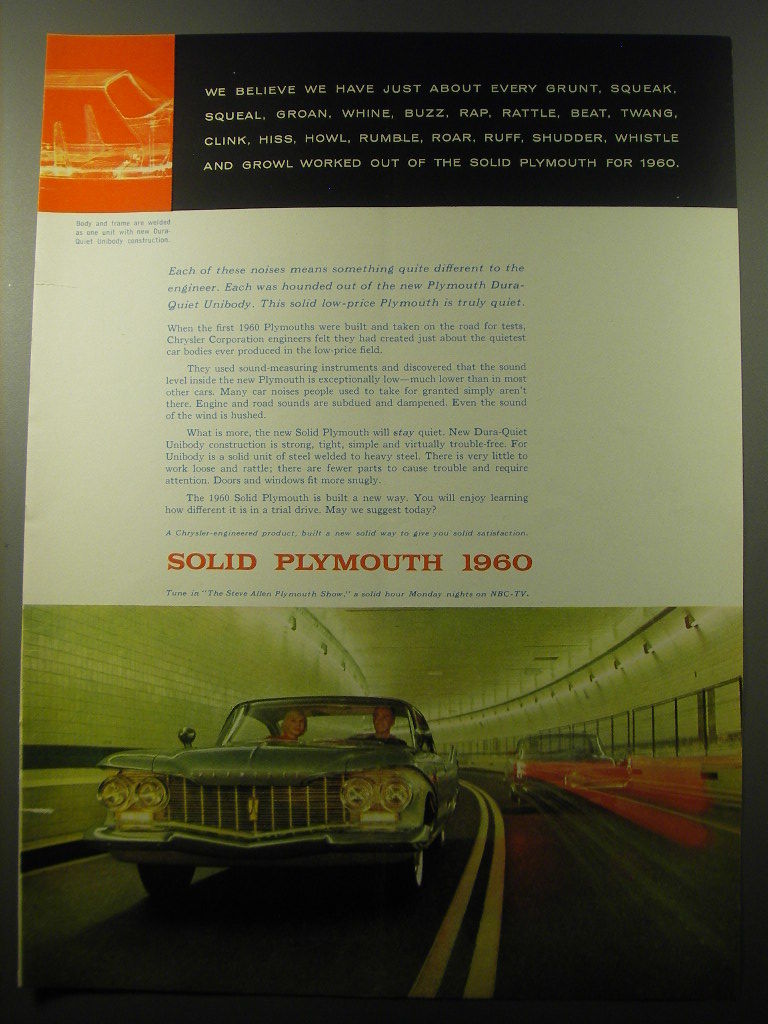 WE BELIEVE WE HAVE JUST ABOUT EVERY GRUNT, SQUEAK,
SQUEAL, GROAN, WHINE, BUZZ, RAP, RATTLE, BEAT, TWANG,
CLINK, HISS, HOWL, RUMBLE, ROAR, RUFF, SHUDDER, WHISTLE
AND GROWL WORKED OUT OF THE SOLID PLYMOUTH FOR 1960.
Body and frame are welded
as one unit with new Dura-
Quiet Unibody construction.
Each of these noises means something quite different to the
engineer. Each was hounded out of the new Plymouth Dura-
Quiet Unibody. This solid low-price Plymouth is truly quiet.
When the first 1960 Plymouths were built and taken on the road for tests,
Chrysler Corporation engineers felt they had created just about the quietest
car bodies ever produced in the low-price field.
They used sound-measuring instruments and discovered that the sound
level inside the new Plymouth is exceptionally low—much lower than in most
other cars. Many car noises people used to take for granted simply aren't
there. Engine and road sounds are subdued and dampened. Even the sound
of the wind is hushed.
What is more, the new Solid Plymouth will stay quiet. New Dura-Quiet
Unibody construction is strong, tight, simple and virtually trouble-free. For
Unibody is a solid unit of steel welded to heavy steel. There is very little to
work loose and rattle; there are fewer parts to cause trouble and require
attention. Doors and windows fit more snugly.
The 1960 Solid Plymouth is built a new way. You will enjoy learning
how different it is in a trial drive. May we suggest today?
A Chrysler-engineered product, built a new solid way to give you solid satisfaction.
SOLID PLYMOUTH 1960
Tune in "The Steve Allen Plymouth Show," a solid hour Monday nights on NBC-TV.